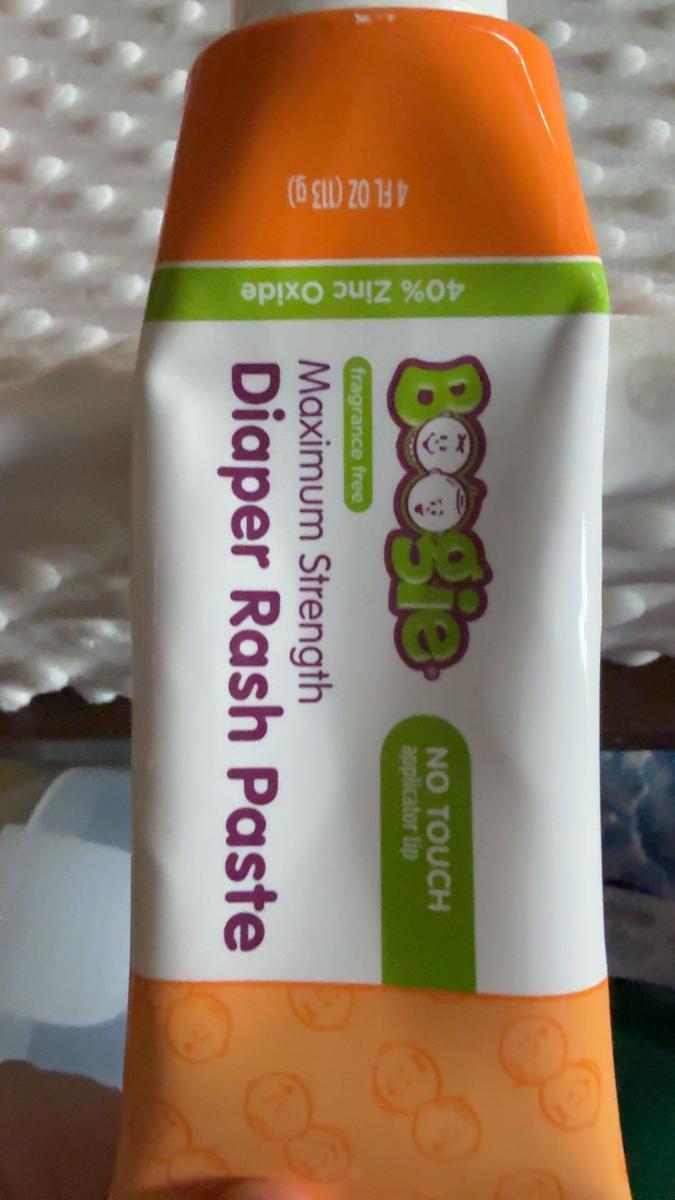 4 FL OZ (113 g)
40% Zinc Oxide
Boogie®
fragrance free
Maximum Strength
Diaper Rash Paste
NO TOUCH
applicator tip